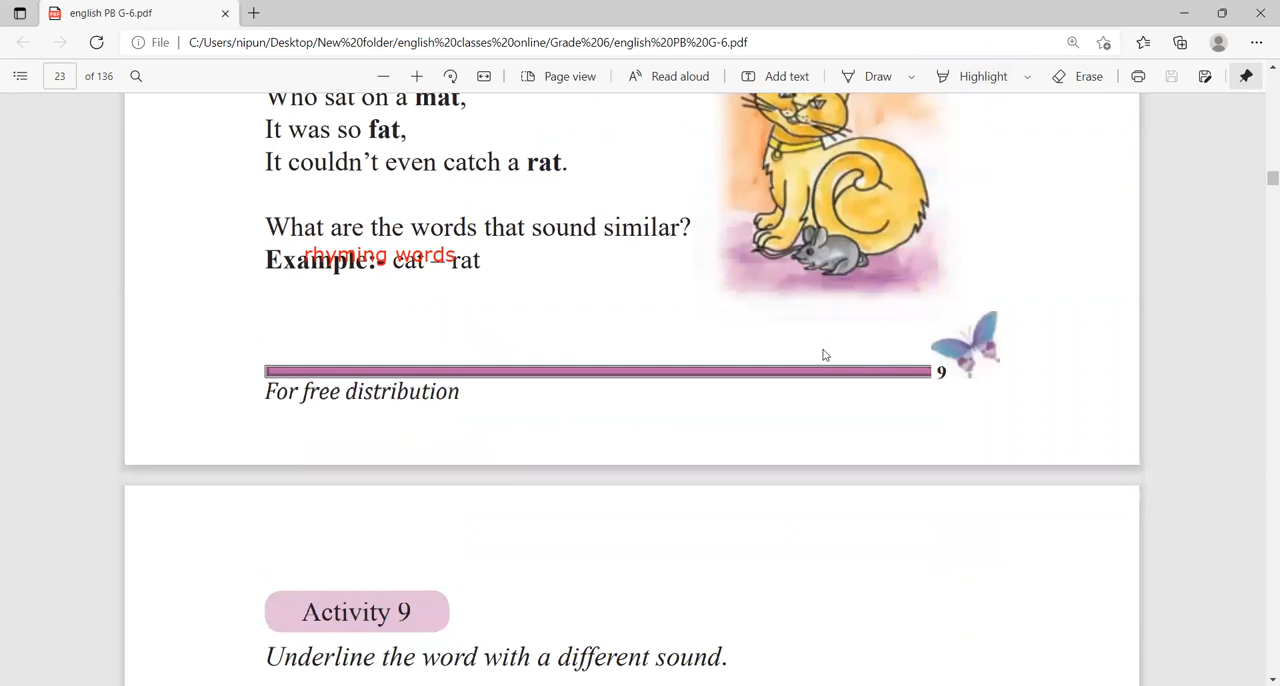 english PB G-6.pdf
File | C:/Users/nipun/Desktop/New%20folder/english%20classes%20online/Grade%206/english%20PB%20G-6.pdf
23 of 136 Page view Read aloud Add text Draw Highlight Erase
Who sat on a mat,
It was so fat,
It couldn't even catch a rat.
What are the words that sound similar?
rhyming words
Example:- cat – rat
9
For free distribution
Activity 9
Underline the word with a different sound.